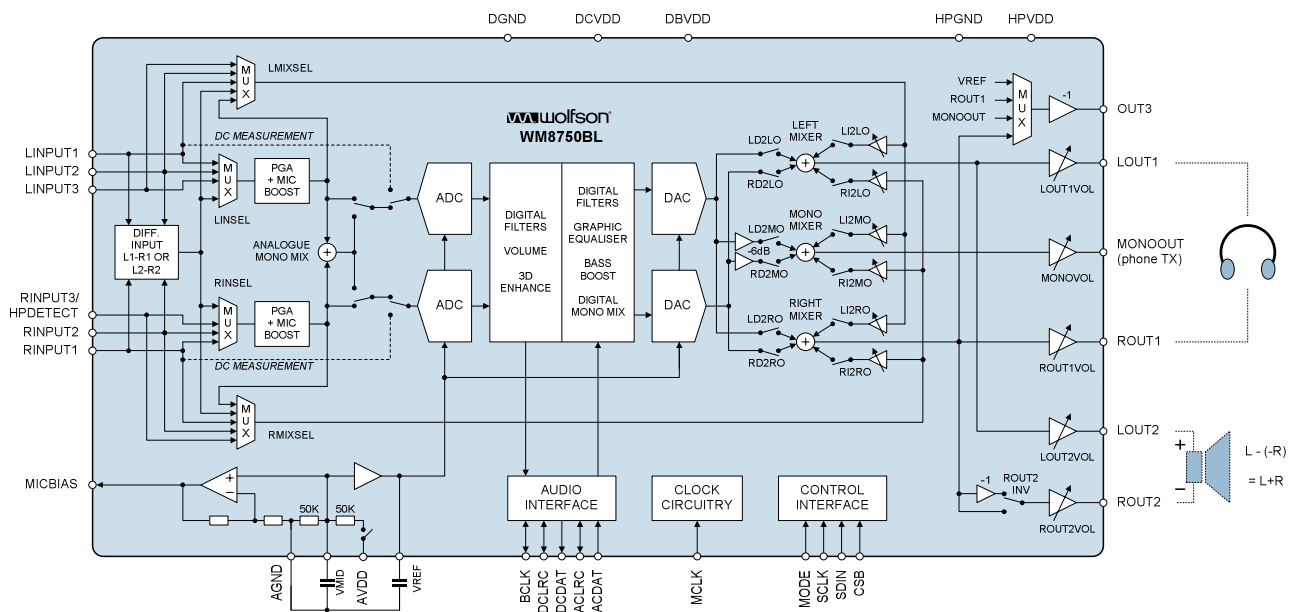 DGND
DCVDD
DBVDD
HPGND
HPVDD
LMIXSEL
MUX
wolfson
WM8750BL
VREF
ROUT1
MONOOUT
MUX
-1
OUT3
DC MEASUREMENT
LINPUT1
LINPUT2
LINPUT3
MUX
PGA
+ MIC
BOOST
LINSEL
ADC
DIGITAL
FILTERS
VOLUME
3D
ENHANCE
DIGITAL
FILTERS
GRAPHIC
EQUALISER
BASS
BOOST
DIGITAL
MONO MIX
DAC
LD2LO
RD2LO
LEFT
MIXER
+
LI2LO
RI2LO
LOUT1
LOUT1VOL
DIFF.
INPUT
L1-R1 OR
L2-R2
ANALOGUE
MONO MIX
+
LD2MO
-6dB
RD2MO
MONO
MIXER
+
LI2MO
RI2MO
MONOOUT
(phone TX)
MONOVOL
RINPUT3/
HPDETECT
RINPUT2
RINPUT1
RINSEL
MUX
PGA
+ MIC
BOOST
ADC
DAC
LD2RO
RD2RO
RIGHT
MIXER
+
LI2RO
RI2RO
ROUT1
ROUT1VOL
DC MEASUREMENT
MUX
RMIXSEL
LOUT2
LOUT2VOL
+
−
L - (-R)
= L+R
MICBIAS
+
−
50K
50K
AUDIO
INTERFACE
CLOCK
CIRCUITRY
CONTROL
INTERFACE
-1
ROUT2
INV
ROUT2
ROUT2VOL
AGND
VMID
AVDD
VREF
BCLK
DCLRC
DCDAT
ACLRC
ACDAT
MCLK
MODE
SCLK
SDIN
CSB